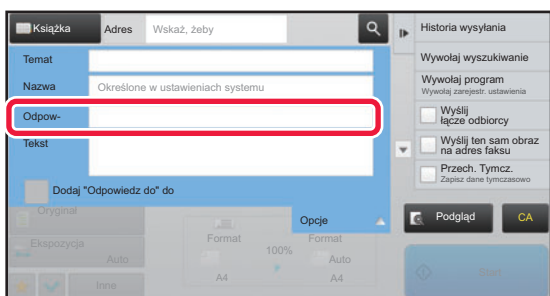 Książka
Adres
Wskaż, żeby
Temat
Nazwa
Określone w ustawieniach systemu
Odpow-
Tekst
Dodaj "Odpowiedz do" do
Opcje
Oryginał
Ekspozycja
Auto
Inne
Format
100%
Format
Auto
A4
A4
Historia wysyłania
Wywołaj wyszukiwanie
Wywołaj program
Wywołaj zarejestr. ustawienia
Wyślij
łącze odbiorcy
Wyślij ten sam obraz
na adres faksu
Przech. Tymcz.
Zapisz dane tymczasowo
Podgląd
CA
Start